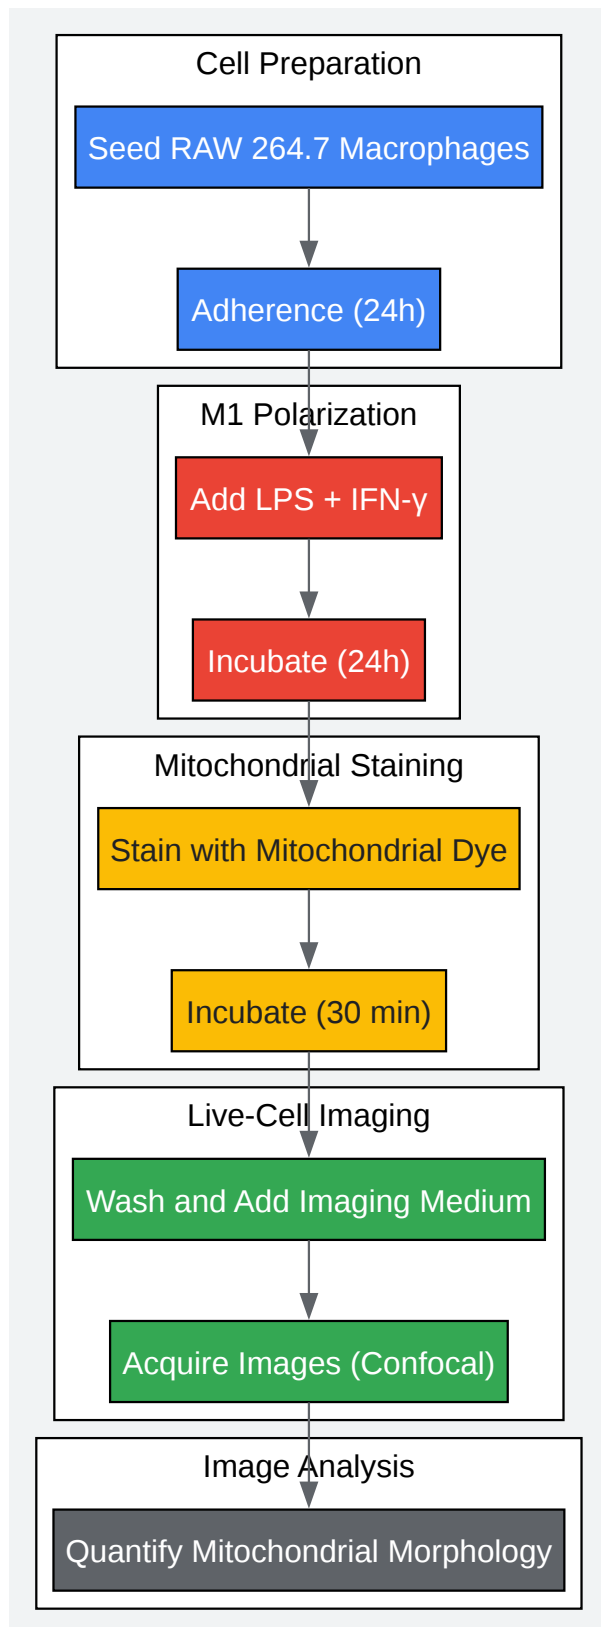 Cell Preparation
Seed RAW 264.7 Macrophages
Adherence (24h)
M1 Polarization
Add LPS + IFN-γ
Incubate (24h)
Mitochondrial Staining
Stain with Mitochondrial Dye
Incubate (30 min)
Live-Cell Imaging
Wash and Add Imaging Medium
Acquire Images (Confocal)
Image Analysis
Quantify Mitochondrial Morphology